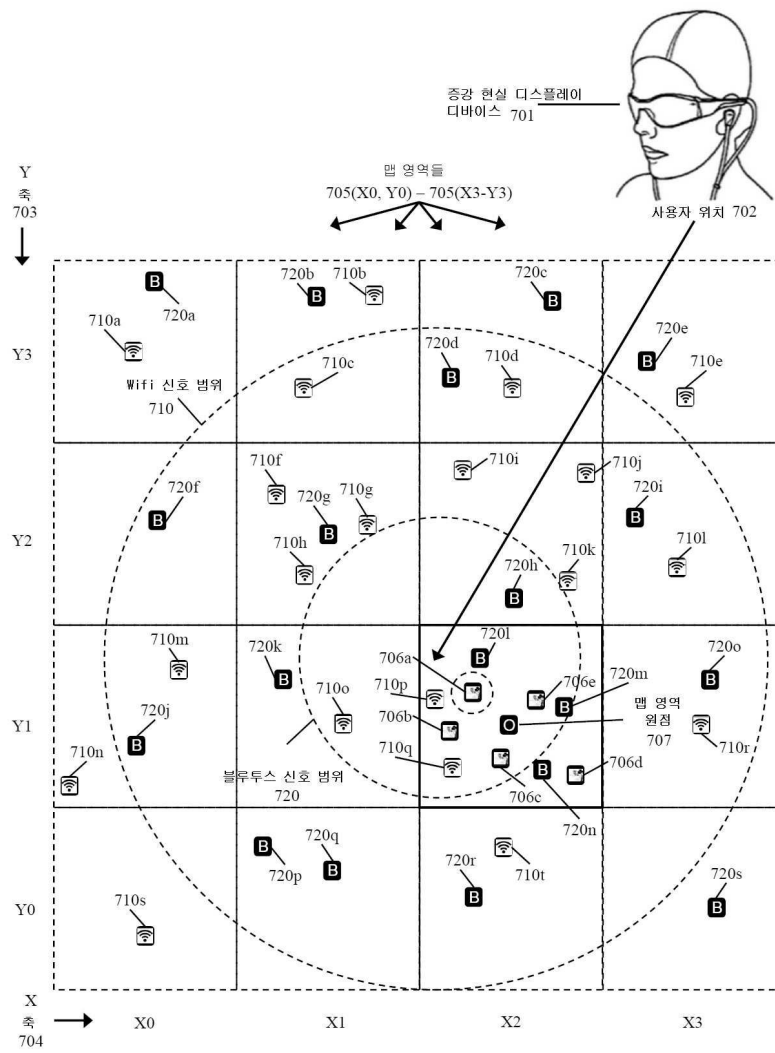 증강 현실 디스플레이
디바이스 701
Y
축
703
맵 영역들
705(X0, Y0) – 705(X3-Y3)
사용자 위치 702
720b
710b
720c
B
B
B
B
710a
720a
720e
Y3
720d
710d
B
B
710c
710e
Wifi 신호 범위
710
710f
710i
710j
720f
720g
710g
720i
B
B
B
Y2
710h
710k
710l
720h
B
710m
720k
720l
720o
B
706a
B
706e
B
710p
720m
B
710o
맵 영역
원점
707
Y1
720j
706b
O
B
710n
710q
710r
블루투스 신호 범위
720
706c
B
706d
720n
720q
B
B
710t
720p
720r
B
720s
B
Y0
710s
X
축
704
X0
X1
X2
X3